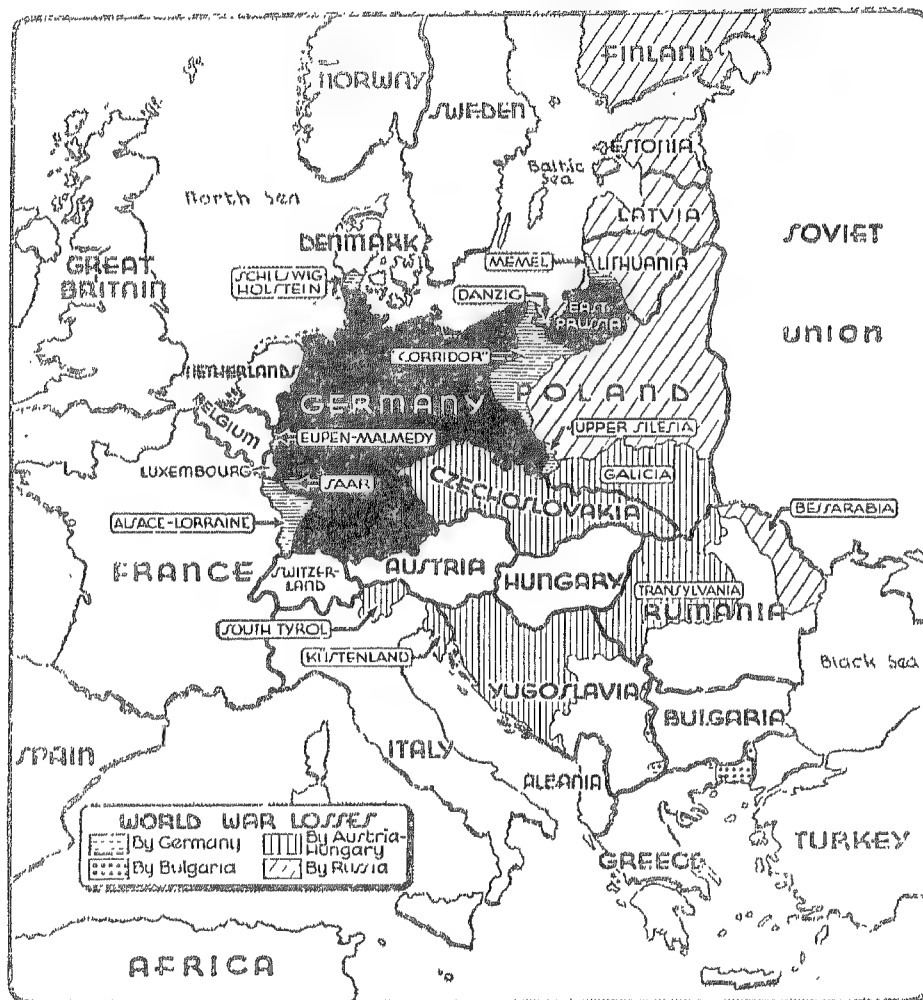 FINLAND
NORWAY
SWEDEN
ESTONIA
Baltic
Sea
North Sea
LATVIA
SOVIET
UNION
DENMARK
SW.
GREAT
BRITAIN
MEMEL
LITHUANIA
SCHLESWIG
HOLSTEIN
DANZIG
EAST
PRUSSIA
"CORRIDOR"
NETHERLANDS
POLAND
GERMANY
BELGIUM
UPPER SILESIA
EUPEN-MALMEDY
LUXEMBOURG
SAAR
GALICIA
CZECHOSLOVAKIA
BESSARABIA
ALSACE-LORRAINE
FRANCE
SWITZER-
LAND
AUSTRIA
HUNGARY
TRANSYLVANIA
RUMANIA
SOUTH TYROL
KÜSTENLAND
Black Sea
YUGOSLAVIA
BULGARIA
SPAIN
ITALY
ALBANIA
WORLD WAR LOSSES
By Germany
By Austria-
Hungary
By Bulgaria
By Russia
GREECE
TURKEY
AFRICA